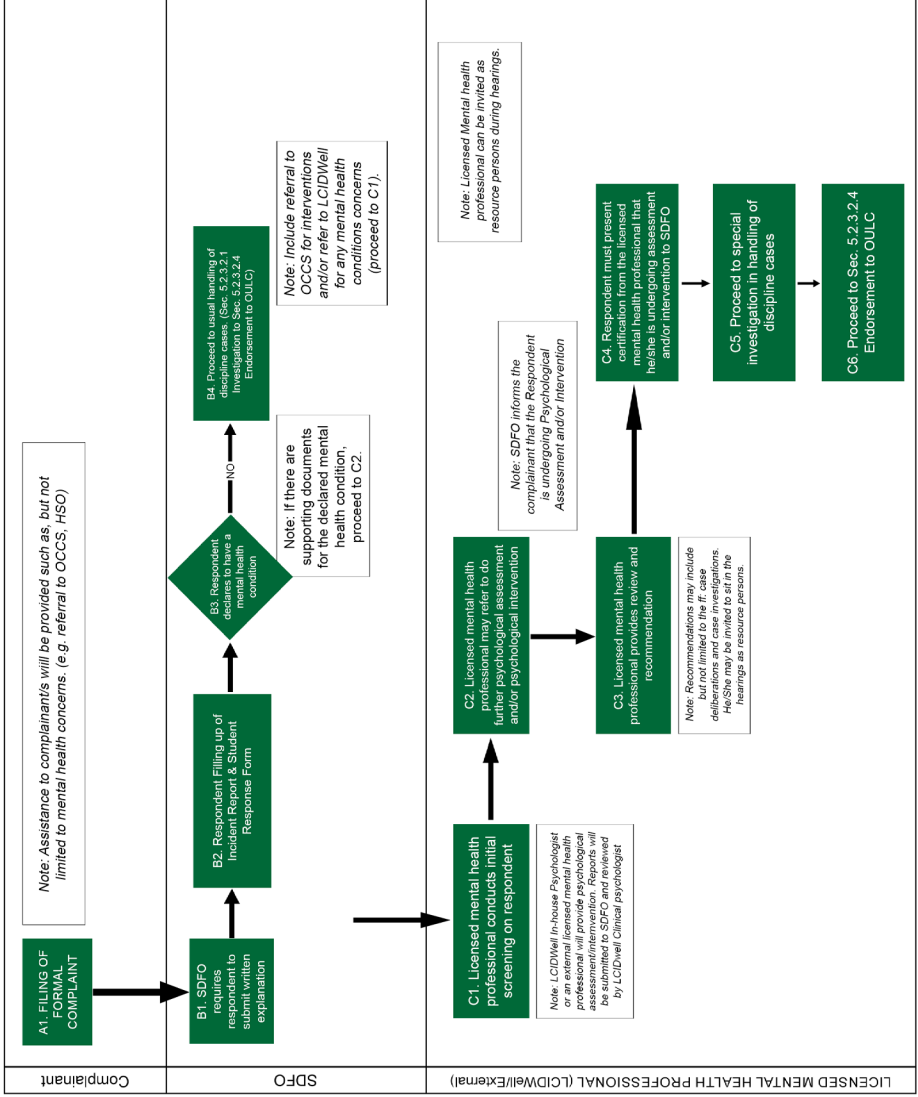 Complainant
A1. FILING OF
FORMAL
COMPLAINT
Note: Assistance to complainant/s will be provided such as, but not
limited to mental health concerns. (e.g. referral to OCCS, HSO)
SDFO
B1. SDFO
requires
respondent to
submit written
explanation
B2. Respondent Filling up of
Incident Report & Student
Response Form
B3. Respondent
declares to have a
mental health
condition
NO
B4. Proceed to usual handling of
discipline cases. (Sec. 5.2.3.2.1
Investigation to Sec. 5.2.3.2.4
Endorsement to OULC)
Note: If there are
supporting documents
for the declared mental
health condition,
proceed to C2.
Note: Include referral to
OCCS for interventions
and/or refer to LCIDWell
for any mental health
conditions concerns
(proceed to C1).
LICENSED MENTAL HEALTH PROFESSIONAL (LCIDWell/External)
C1. Licensed mental health
professional conducts initial
screening on respondent
Note: LCIDWell In-house Psychologist
or an external licensed mental health
professional will provide psychological
assessment/internvention. Reports will
be submitted to SDFO and reviewed
by LCIDwell Clinical psychologist
C2. Licensed mental health
professional may refer to do
further psychological assessment
and/or psychological intervention
Note: SDFO informs the
complainant that the Respondent
is undergoing Psychological
Assessment and/or Intervention
C3. Licensed mental health
professional provides review and
recommendation
Note: Recommendations may include
but not limited to the ff: case
deliberations and case investigations.
He/She may be invited to sit in the
hearings as resource persons.
Note: Licensed Mental health
professional can be invited as
resource persons during hearings.
C4. Respondent must present
certification from the licensed
mental health professional that
he/she is undergoing assessment
and/or intervention to SDFO
C5. Proceed to special
investigation in handling of
discipline cases
C6. Proceed to Sec. 5.2.3.2.4
Endorsement to OULC